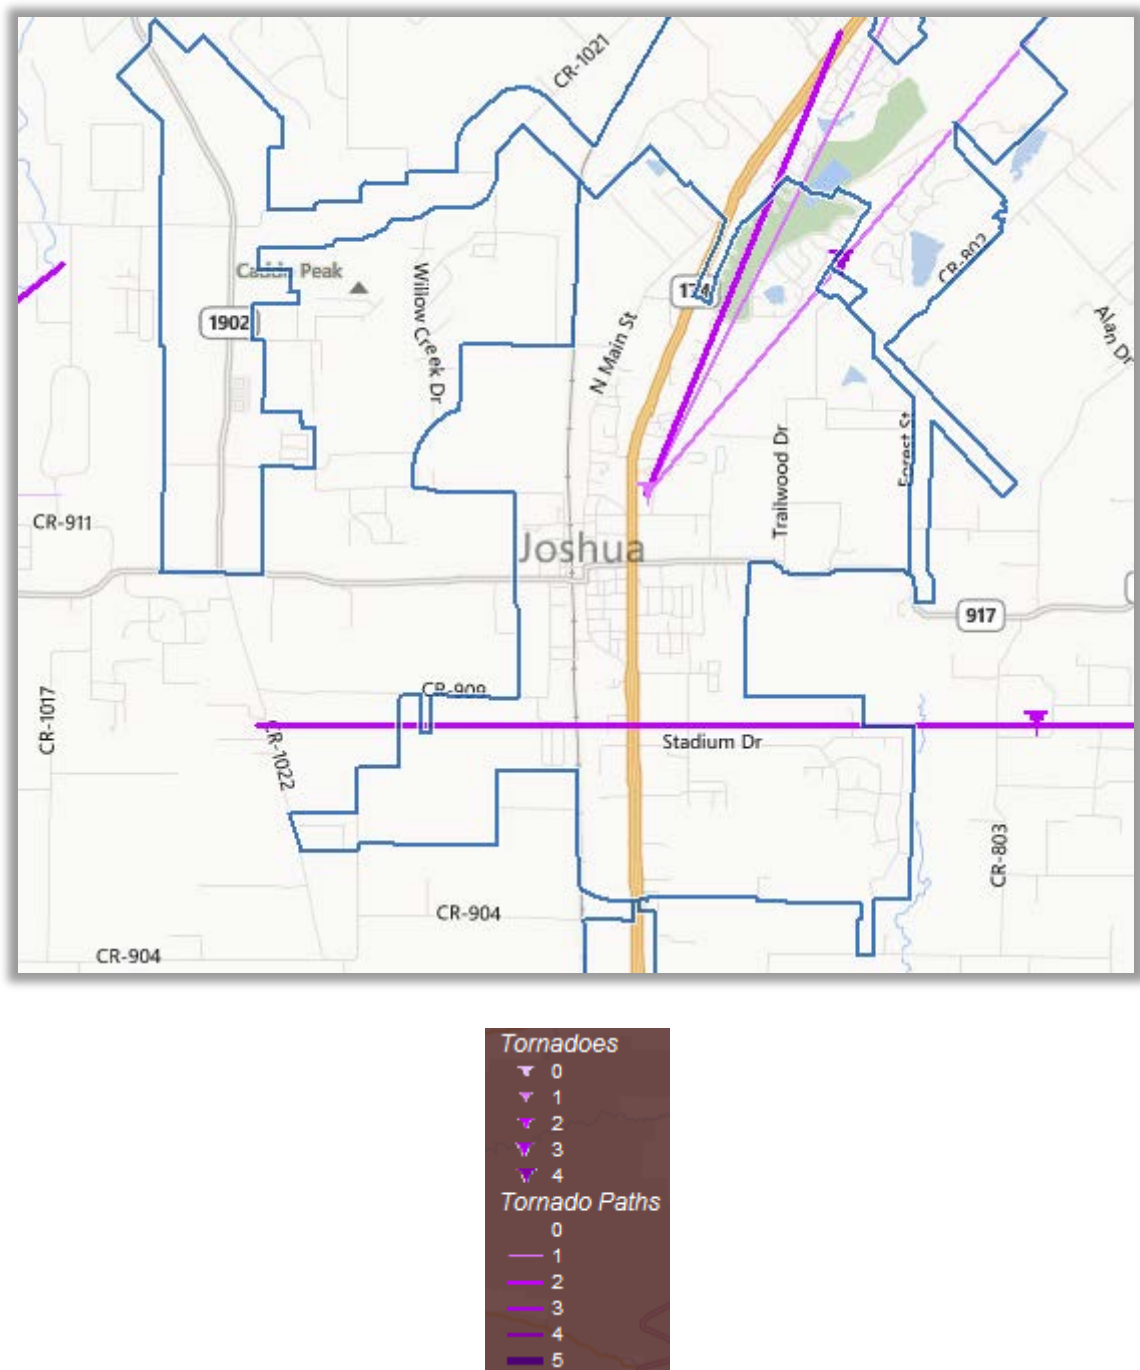 CR-1021
Caddo Peak
1902
Willow Creek Dr
174
N Main St
CR-802
Alan Dr
Trailwood Dr
Forest St
CR-911
Joshua
917
CR-909
CR-1017
CR-1022
Stadium Dr
CR-803
CR-904
CR-904
Tornadoes
0
1
2
3
4
Tornado Paths
0
1
2
3
4
5